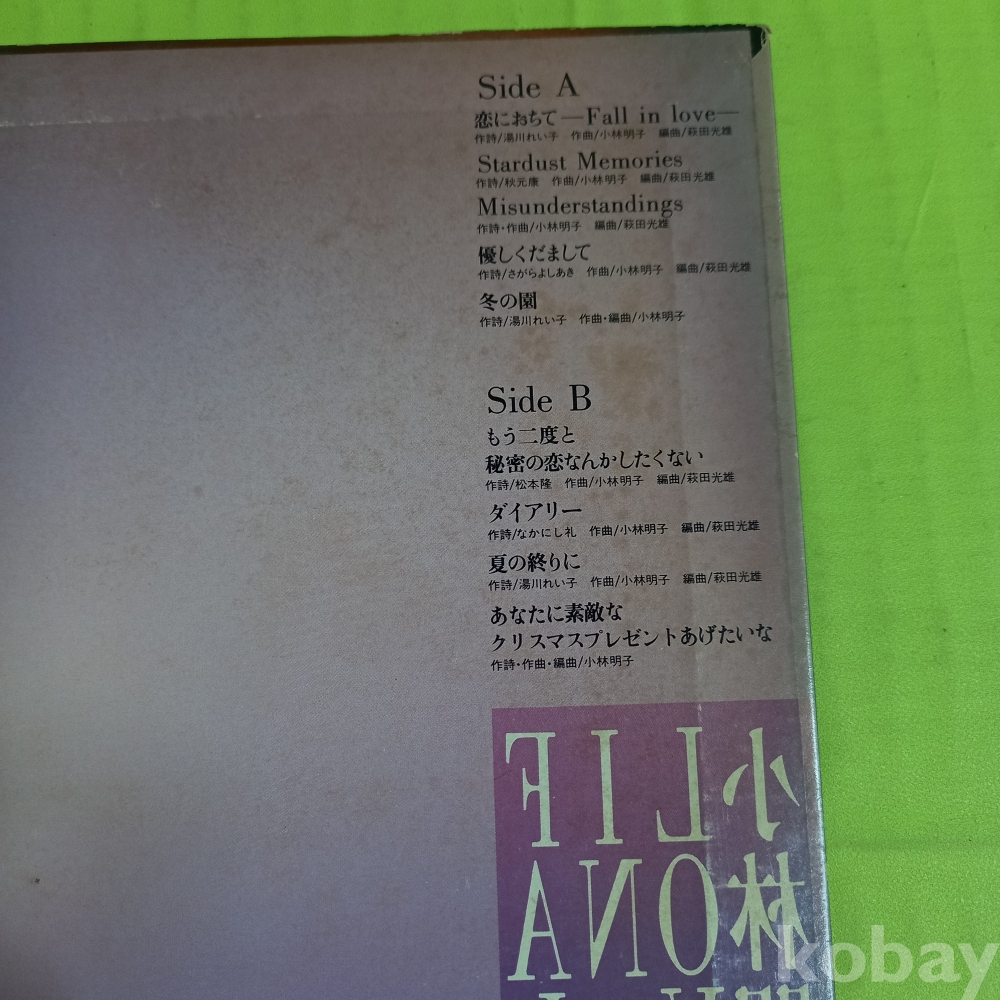 Side A
恋におちて—Fall in love—
作詩/湯川れい子 作曲/小林明子 編曲/萩田光雄
Stardust Memories
作詩/秋元康 作曲/小林明子 編曲/萩田光雄
Misunderstandings
作詩・作曲/小林明子 編曲/萩田光雄
優しくだまして
作詩/さがらよしあき 作曲/小林明子 編曲/萩田光雄
冬の園
作詩/湯川れい子 作曲・編曲/小林明子
Side B
もう二度と
秘密の恋なんかしたくない
作詩/松本隆 作曲/小林明子 編曲/萩田光雄
ダイアリー
作詩/なかにし礼 作曲/小林明子 編曲/萩田光雄
夏の終りに
作詩/湯川れい子 作曲/小林明子 編曲/萩田光雄
あなたに素敵な
クリスマスプレゼントあげたいな
作詩・作曲・編曲/小林明子
小林
LIF
ONA
kobay